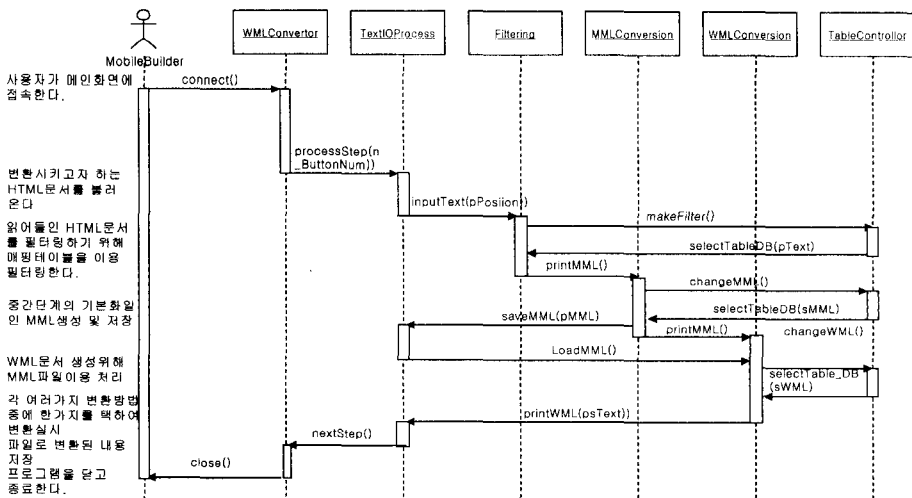 WMLConvertor
TextIOProcess
Filtering
MMLConversion
WMLConversion
TableControllor
MobileBuilder
사용자가 메인화면에
접속한다.
connect()
processStep(n
_ButtonNum))
변환시키고자 하는
HTML문서를 불러
온다
inputText(pPosiion))
읽어들인 HTML문서
를 필터링하기 위해
매핑테이블을 이용
필터링한다.
makeFilter()
selectTableDB(pText)
printMML()
changeMML()
중간단계의 기본화일
인 MML생성 및 저장
saveMML(pMML)
selectTableDB(sMML)
printMML()
changeWML()
WML문서 생성위해
MML파일이용 처리
LoadMML()
selectTable_DB
(sWML)
각 여러가지 변환방법
중에 한가지를 택하여
변환실시
printWML(psText))
파일로 변환된 내용
저장
nextStep()
프로그램을 닫고
종료한다.
close()